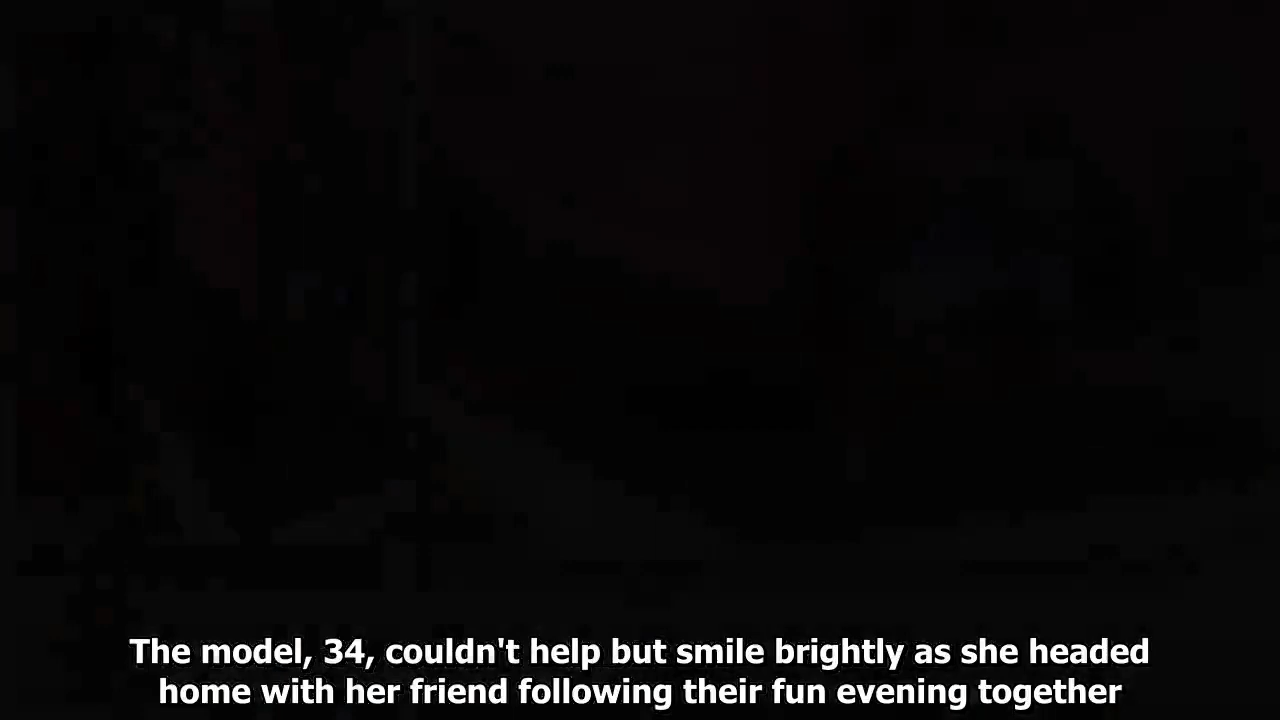 The model, 34, couldn't help but smile brightly as she headed
home with her friend following their fun evening together